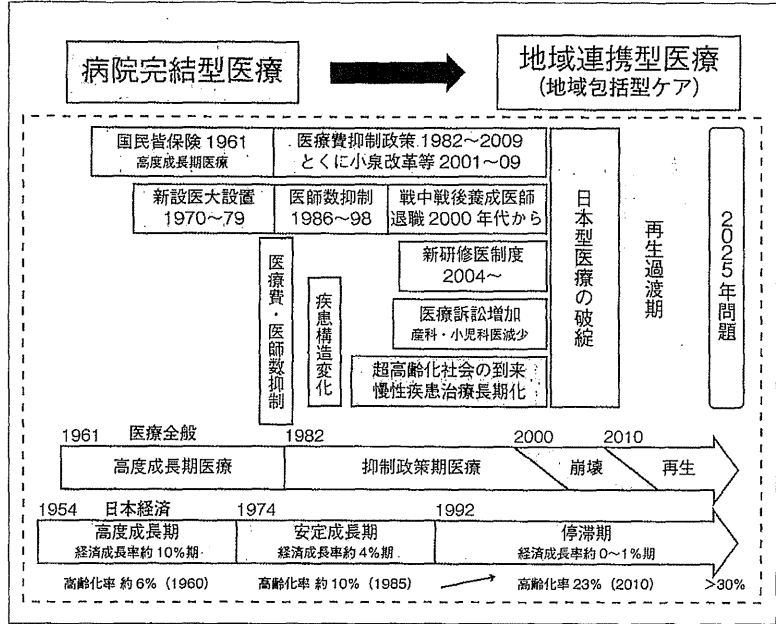 病院完結型医療
地域連携型医療
(地域包括型ケア)
国民皆保険 1961
高度成長期医療
医療費抑制政策 1982～2009
とくに小泉改革等 2001～09
新設医大設置
1970～79
医師数抑制
1986～98
戦中戦後養成医師
退職 2000 年代から
新研修医制度
2004～
医療訴訟増加
産科・小児科医減少
超高齢化社会の到来
慢性疾患治療長期化
医療費・医師数抑制
疾患構造変化
日本型医療の破綻
再生過渡期
2025年問題
1961 医療全般 1982 2000 2010
高度成長期医療 抑制政策期医療 崩壊 再生
1954 日本経済 1974 1992
高度成長期 安定成長期 停滞期
経済成長率約 10％期 経済成長率約 4％期 経済成長率約 0～1％期
高齢化率 約 6％ (1960) 高齢化率 約 10％ (1985) 高齢化率 23％ (2010) >30％